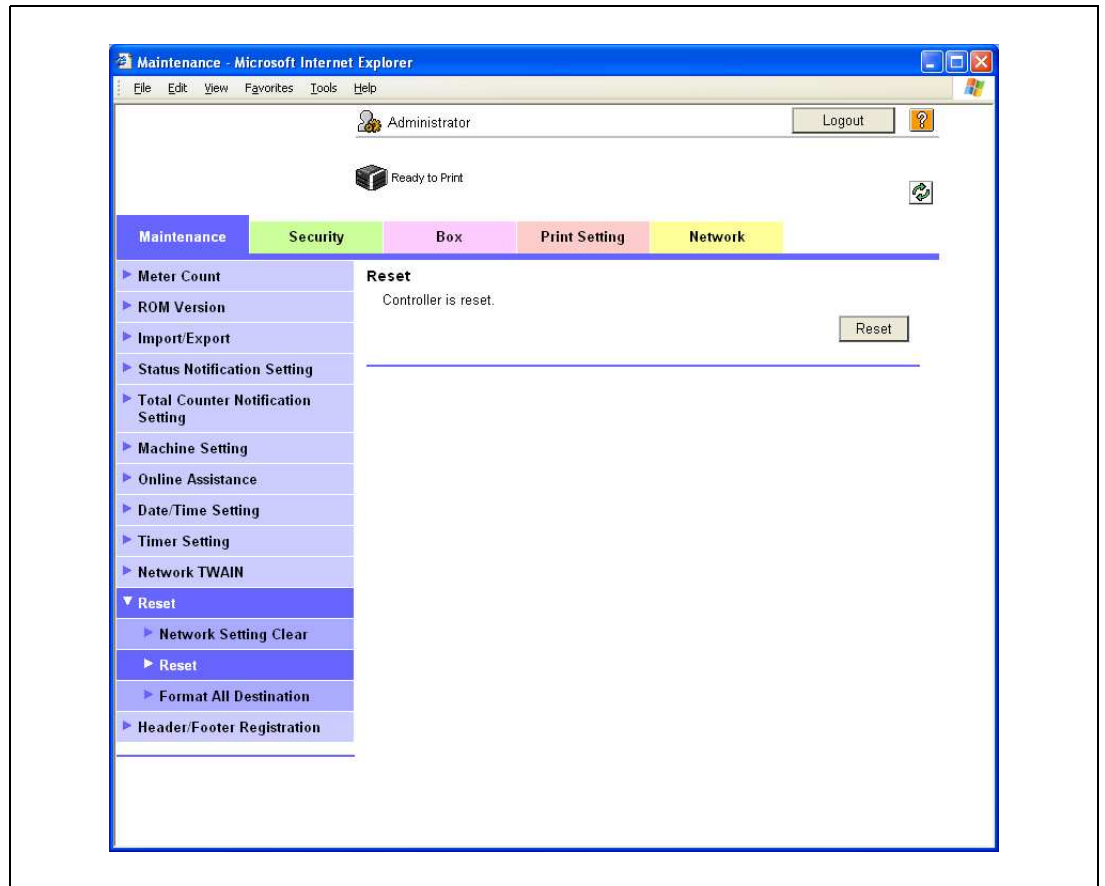 Maintenance - Microsoft Internet Explorer
File Edit View Favorites Tools Help
Administrator
Logout
?
Ready to Print
Maintenance Security Box Print Setting Network
Meter Count
ROM Version
Import/Export
Status Notification Setting
Total Counter Notification
Setting
Machine Setting
Online Assistance
Date/Time Setting
Timer Setting
Network TWAIN
Reset
Network Setting Clear
Reset
Format All Destination
Header/Footer Registration
Reset
Controller is reset.
Reset